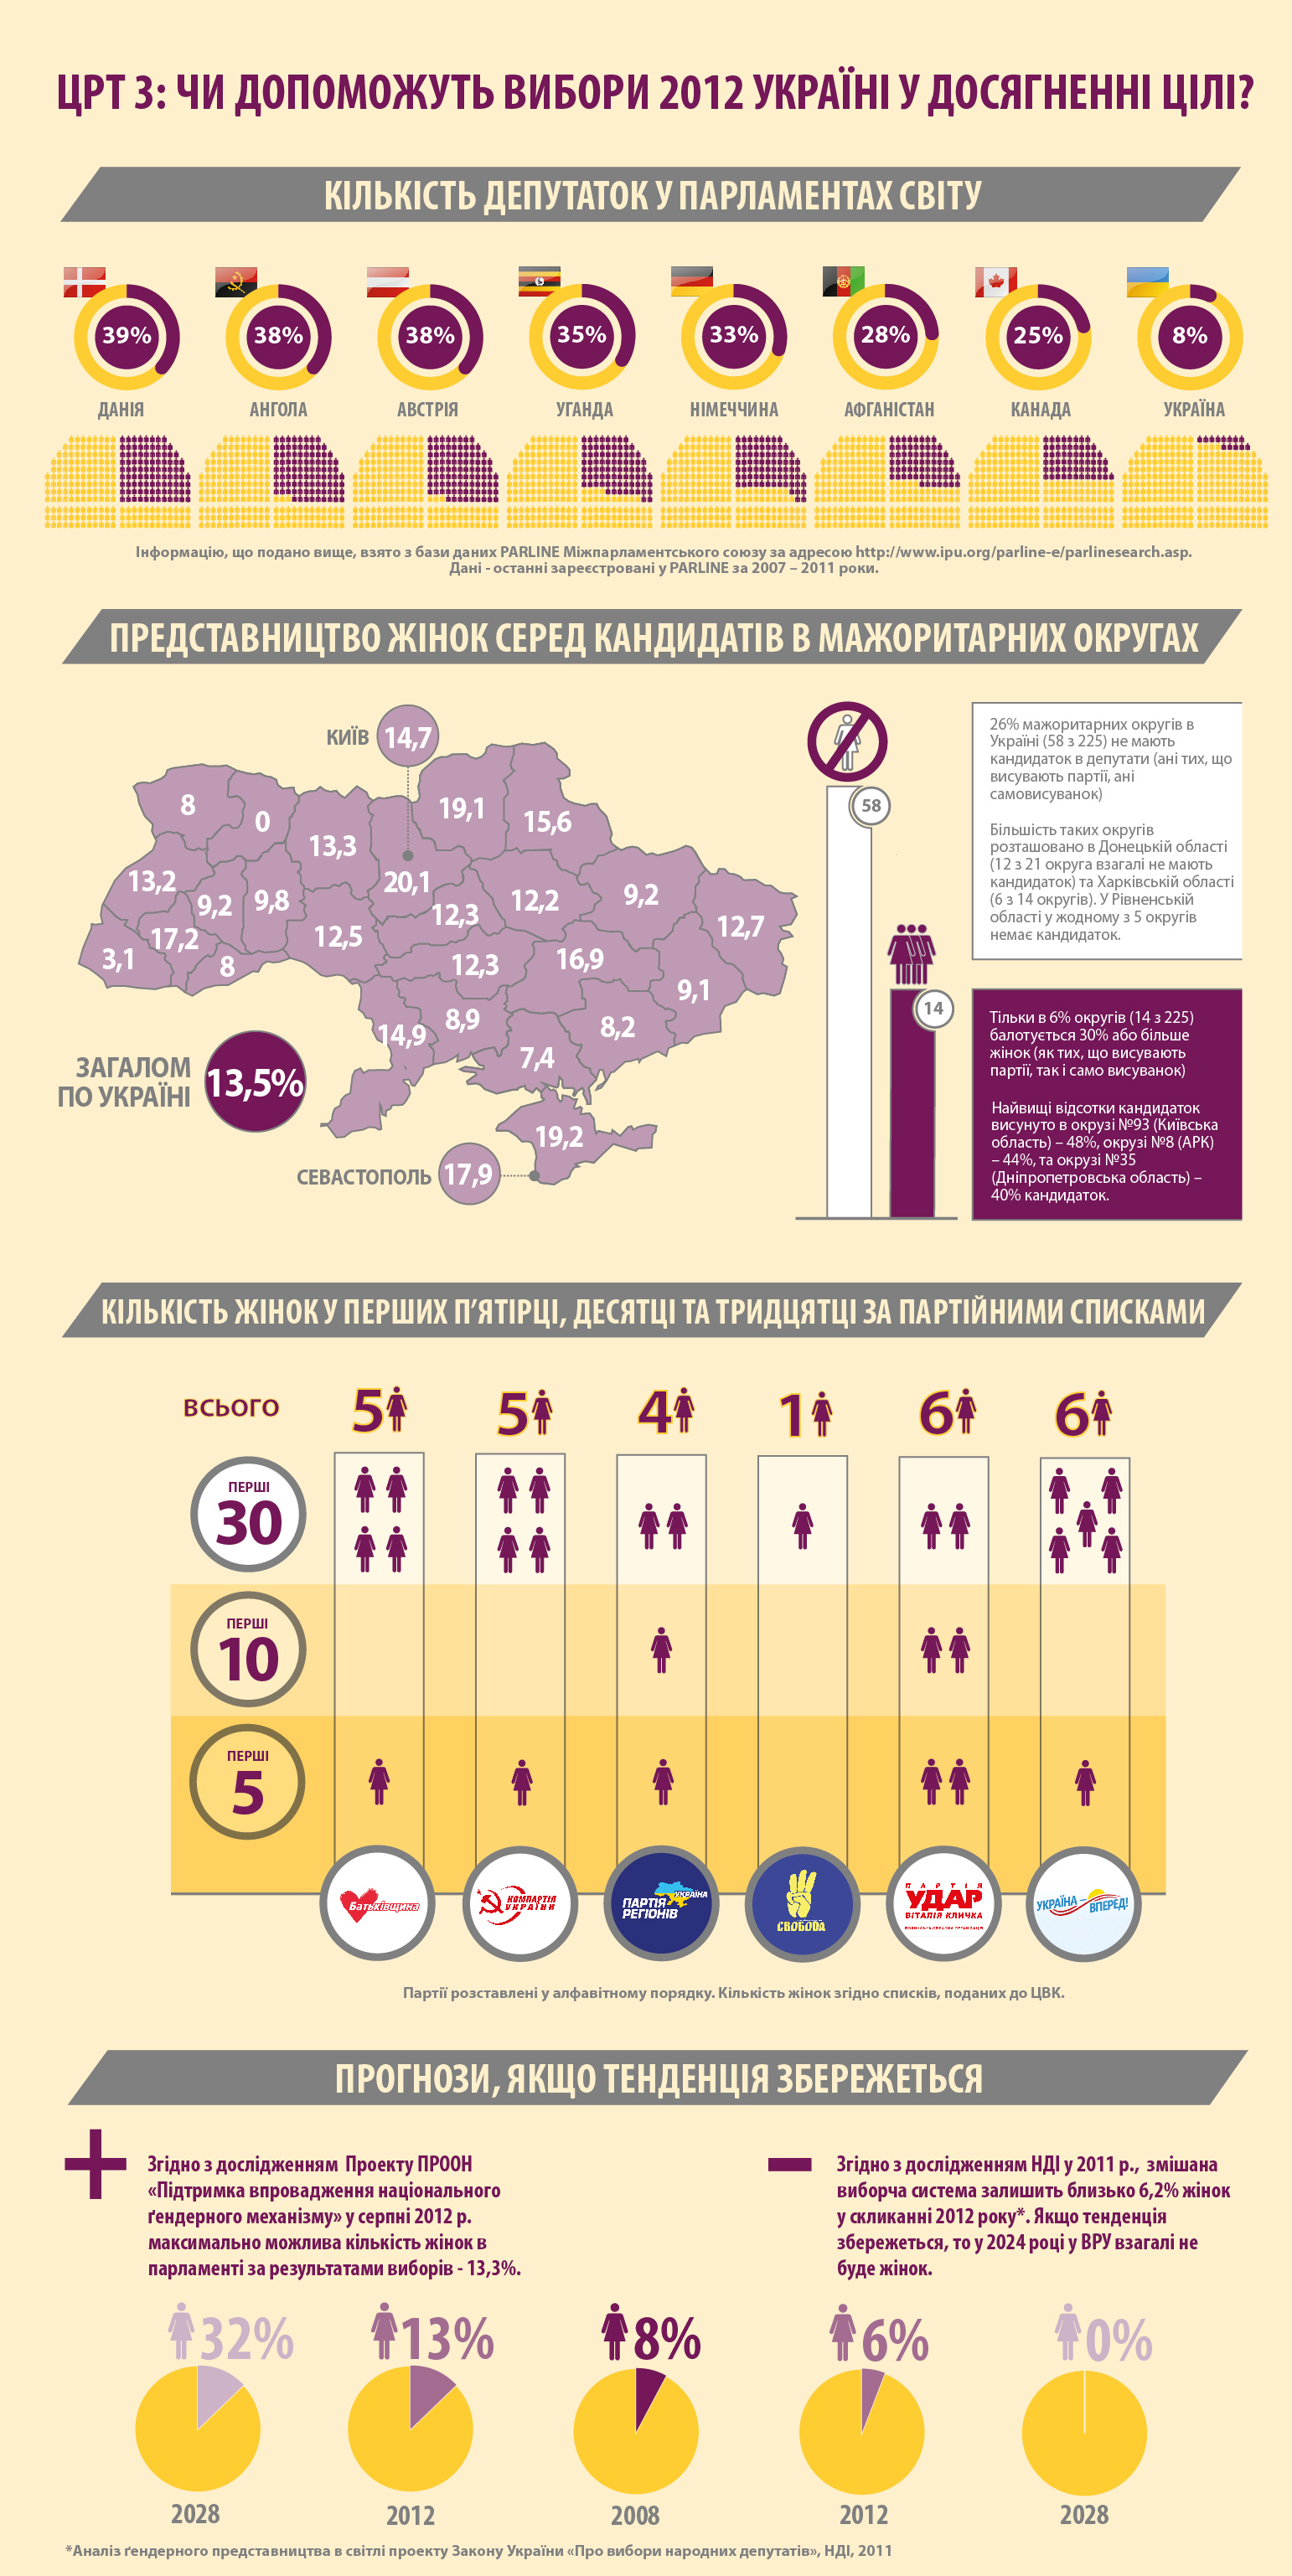 ЦРТ 3: ЧИ ДОПОМОЖУТЬ ВИБОРИ 2012 УКРАЇНІ У ДОСЯГНЕННІ ЦІЛІ?
КІЛЬКІСТЬ ДЕПУТАТОК У ПАРЛАМЕНТАХ СВІТУ
39% 38% 38% 35% 33% 28% 25% 8%
ДАНІЯ АНГОЛА АВСТРІЯ УГАНДА НІМЕЧЧИНА АФГАНІСТАН КАНАДА УКРАЇНА
Інформацію, що подано вище, взято з бази даних PARLINE Міжпарламентського союзу за адресою http://www.ipu.org/parline-e/parlinesearch.asp.
Дані - останні зареєстровані у PARLINE за 2007 – 2011 роки.
ПРЕДСТАВНИЦТВО ЖІНОК СЕРЕД КАНДИДАТІВ В МАЖОРИТАРНИХ ОКРУГАХ
КИЇВ 14,7
8
0
13,3
19,1
15,6
13,2
9,2
9,8
20,1
12,3
12,2
9,2
12,7
3,1
17,2
8
12,5
12,3
16,9
9,1
14,9
8,9
7,4
8,2
19,2
ЗАГАЛОМ
ПО УКРАЇНІ
13,5%
СЕВАСТОПОЛЬ 17,9
58
14
26% мажоритарних округів в
Україні (58 з 225) не мають
кандидаток в депутати (ані тих, що
висувають партії, ані
самовисуванок)
Більшість таких округів
розташовано в Донецькій області
(12 з 21 округа взагалі не мають
кандидаток) та Харківській області
(6 з 14 округів). У Рівненській
області у жодному з 5 округів
немає кандидаток.
Тільки в 6% округів (14 з 225)
балотується 30% або більше
жінок (як тих, що висувають
партії, так і само висуванок)
Найвищі відсотки кандидаток
висунуто в окрузі №93 (Київська
область) – 48%, окрузі №8 (АРК)
– 44%, та окрузі №35
(Дніпропетровська область) –
40% кандидаток.
КІЛЬКІСТЬ ЖІНОК У ПЕРШИХ П’ЯТІРЦІ, ДЕСЯТЦІ ТА ТРИДЦЯТЦІ ЗА ПАРТІЙНИМИ СПИСКАМИ
ВСЬОГО 5 5 4 1 6 6
ПЕРШІ
30
ПЕРШІ
10
ПЕРШІ
5
Батьківщина
КОМПАРТІЯ
УКРАЇНИ
УКРАЇНА
ПАРТІЯ
РЕГІОНІВ
СВОБОДА
ПАРТІЯ
УДАР
ВІТАЛІЯ КЛИЧКА
УКРАЇНА –
ВПЕРЕД!
Партії розставлені у алфавітному порядку. Кількість жінок згідно списків, поданих до ЦВК.
ПРОГНОЗИ, ЯКЩО ТЕНДЕНЦІЯ ЗБЕРЕЖЕТЬСЯ
Згідно з дослідженням Проекту ПРООН
«Підтримка впровадження національного
ґендерного механізму» у серпні 2012 р.
максимально можлива кількість жінок в
парламенті за результатами виборів - 13,3%.
Згідно з дослідженням НДІ у 2011 р., змішана
виборча система залишить близько 6,2% жінок
у скликанні 2012 року*. Якщо тенденція
збережеться, то у 2024 році у ВРУ взагалі не
буде жінок.
32% 13% 8% 6% 0%
2028 2012 2008 2012 2028
*Аналіз ґендерного представництва в світлі проекту Закону України «Про вибори народних депутатів», НДІ, 2011